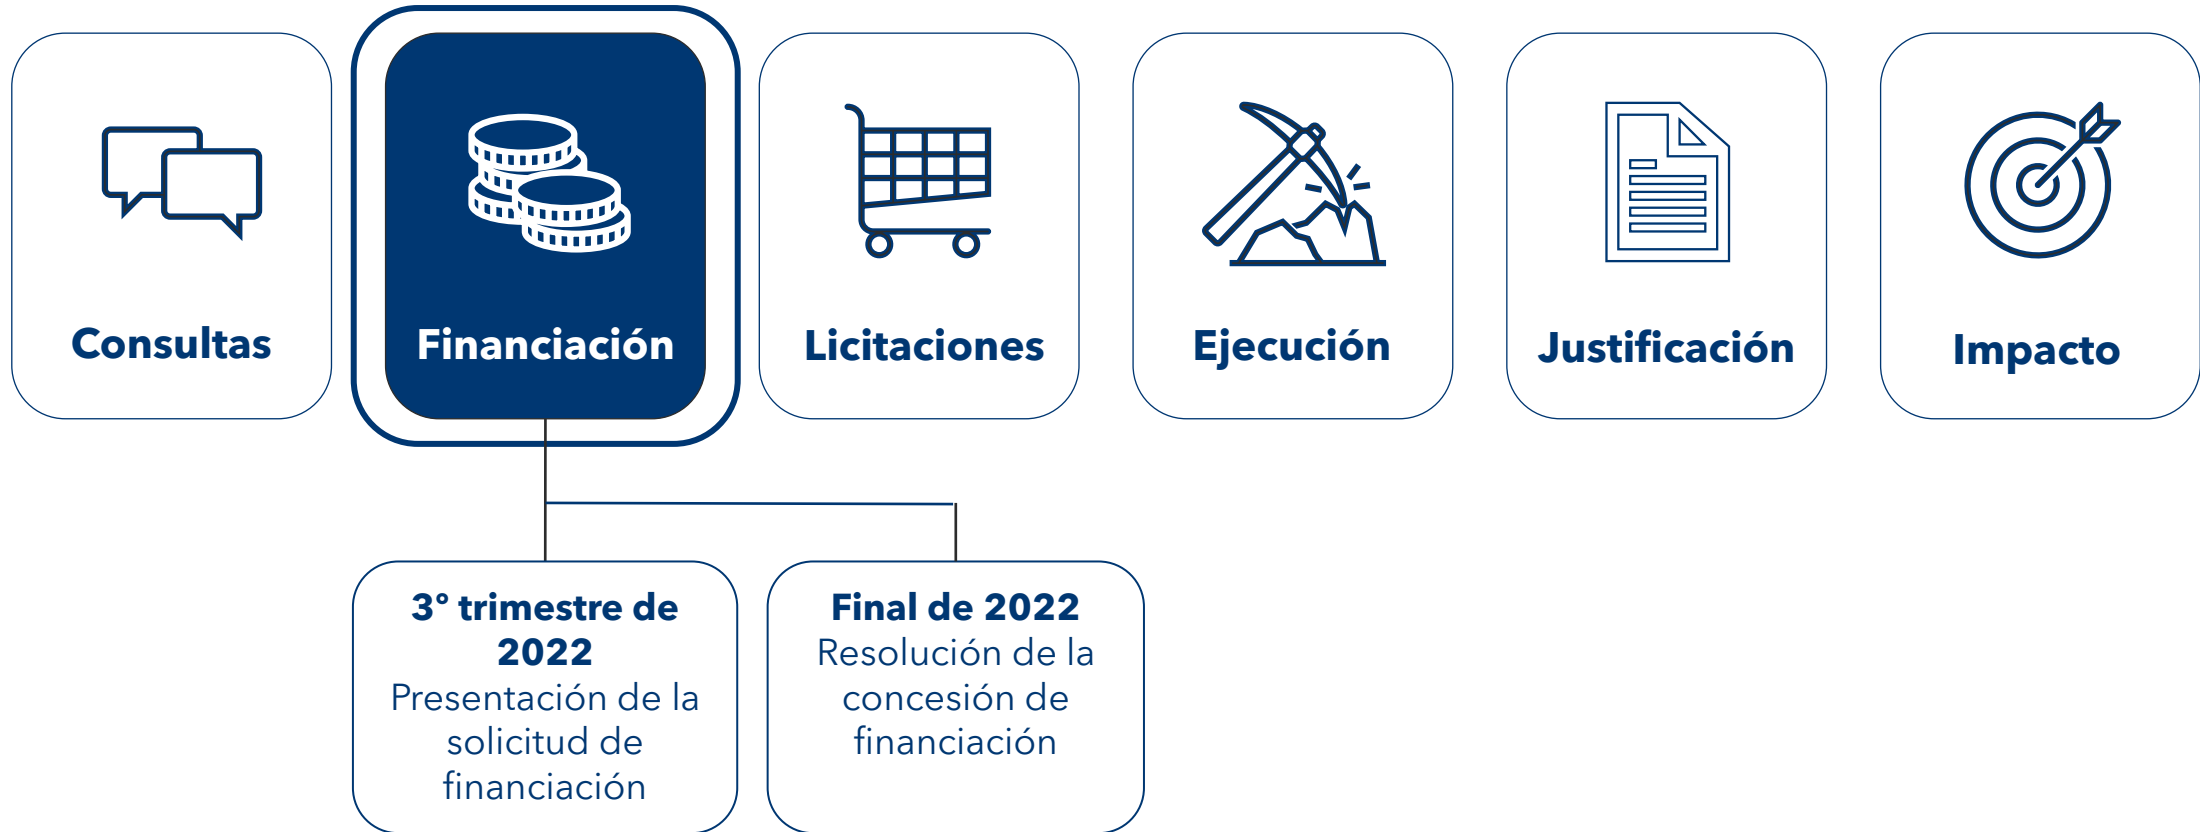 Consultas
Financiación
Licitaciones
Ejecución
Justificación
Impacto
3º trimestre de
2022
Presentación de la
solicitud de
financiación
Final de 2022
Resolución de la
concesión de
financiación